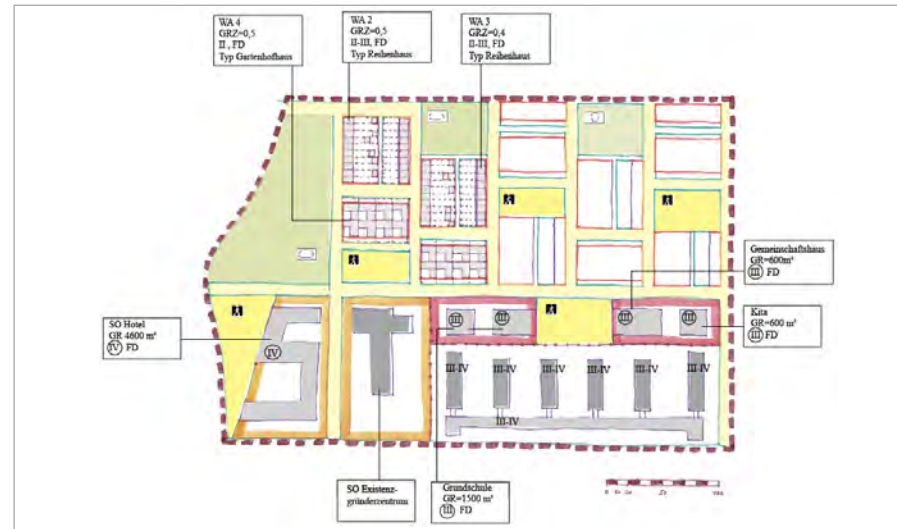 WA 4
GRZ=0,5
II , FD
Typ Gartenhofhaus
WA 2
GRZ=0,5
II-III, FD
Typ Reihenhaus
WA 3
GRZ=0,4
II-III, FD
Typ Reihenhaus
Gemeinschaftshaus
GR=600m²
III FD
SO Hotel
GR 4600 m²
IV FD
IV
III
III
III
III
Kita
GR=600 m²
III FD
III-IV
III-IV
III-IV
III-IV
III-IV
III-IV
III-IV
SO Existenz-
gründerzentrum
Grundschule
GR=1500 m²
III FD